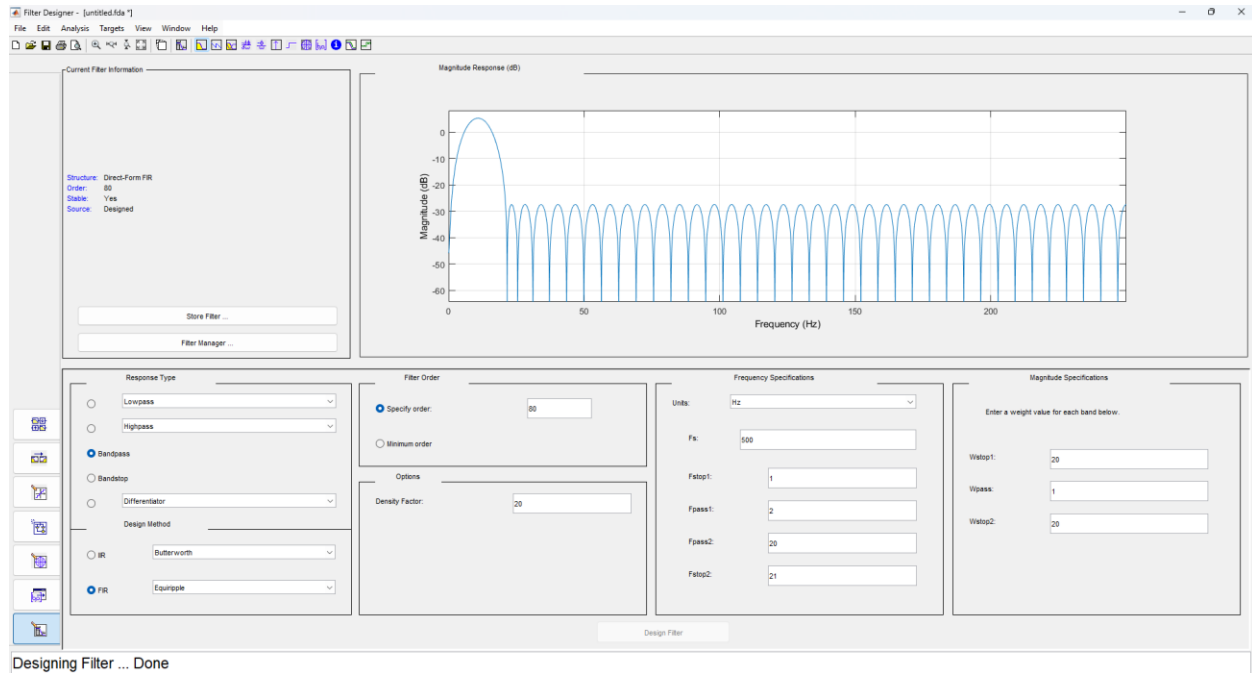 Filter Designer - [untitled.fda *]
File Edit Analysis Targets View Window Help
Current Filter Information
Structure: Direct-Form FIR
Order: 80
Stable: Yes
Source: Designed
Store Filter ...
Filter Manager ...
Magnitude Response (dB)
Magnitude (dB)
0
-10
-20
-30
-40
-50
-60
0 50 100 150 200
Frequency (Hz)
Response Type
Lowpass
Highpass
Bandpass
Bandstop
Differentiator
Design Method
IIR Butterworth
FIR Equiripple
Filter Order
Specify order: 80
Minimum order
Options
Density Factor: 20
Frequency Specifications
Units: Hz
Fs: 500
Fstop1: 1
Fpass1: 2
Fpass2: 20
Fstop2: 21
Magnitude Specifications
Enter a weight value for each band below.
Wstop1: 20
Wpass: 1
Wstop2: 20
Design Filter
Designing Filter ... Done